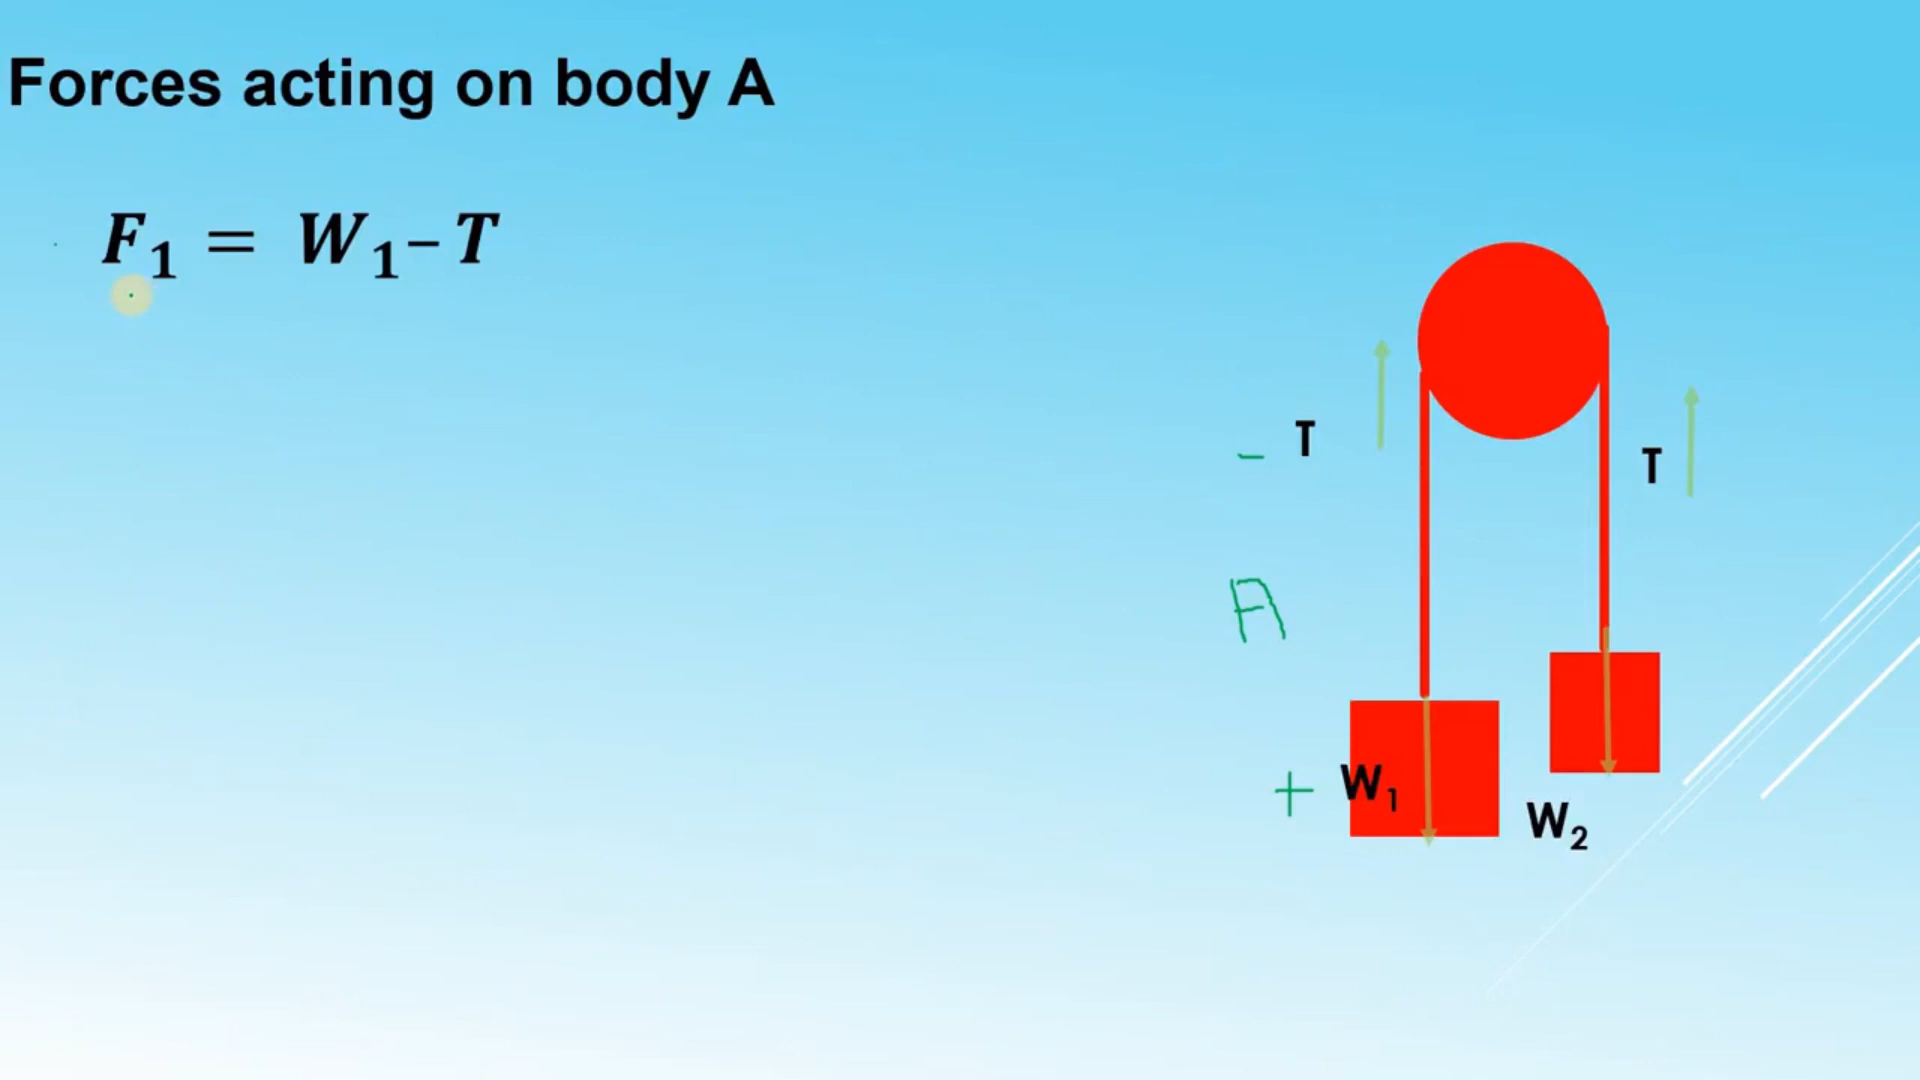 Forces acting on body A
F₁ = W₁– T
– T
T
A
+ W₁
W₂